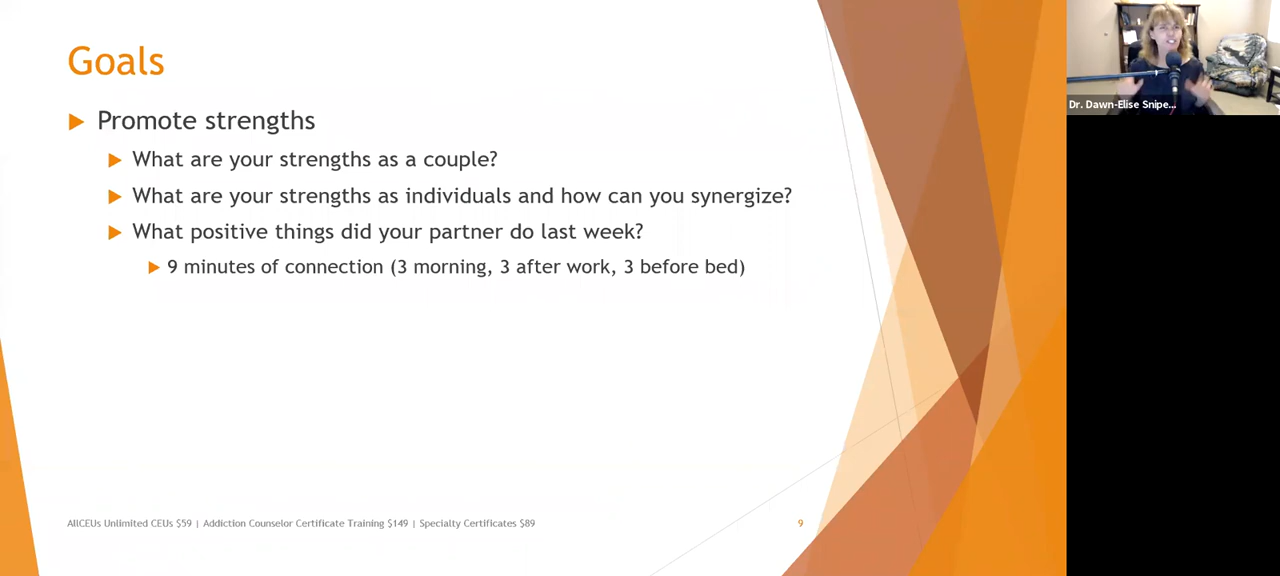 Goals
Promote strengths
What are your strengths as a couple?
What are your strengths as individuals and how can you synergize?
What positive things did your partner do last week?
9 minutes of connection (3 morning, 3 after work, 3 before bed)
AllCEUs Unlimited CEUs $59 | Addiction Counselor Certificate Training $149 | Specialty Certificates $89
9
Dr. Dawn-Elise Snipe...